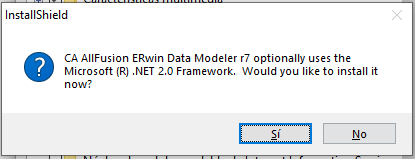 InstallShield
CA AllFusion ERwin Data Modeler r7 optionally uses the
Microsoft (R) .NET 2.0 Framework.  Would you like to install it
now?
Sí
No